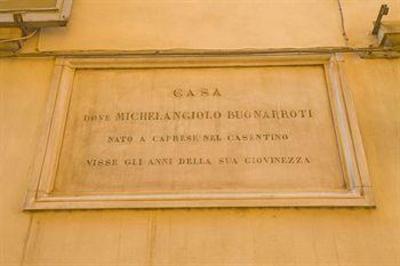 CASA
DOVE MICHELANGIOLO BUONARROTI
NATO A CAPRESE NEL CASENTINO
VISSE GLI ANNI DELLA SUA GIOVINEZZA